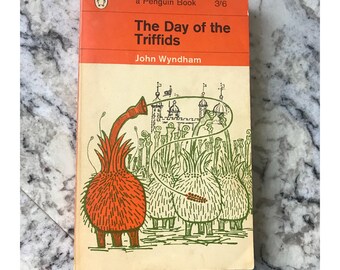 a Penguin Book 3'6
The Day of the
Triffids
John Wyndham